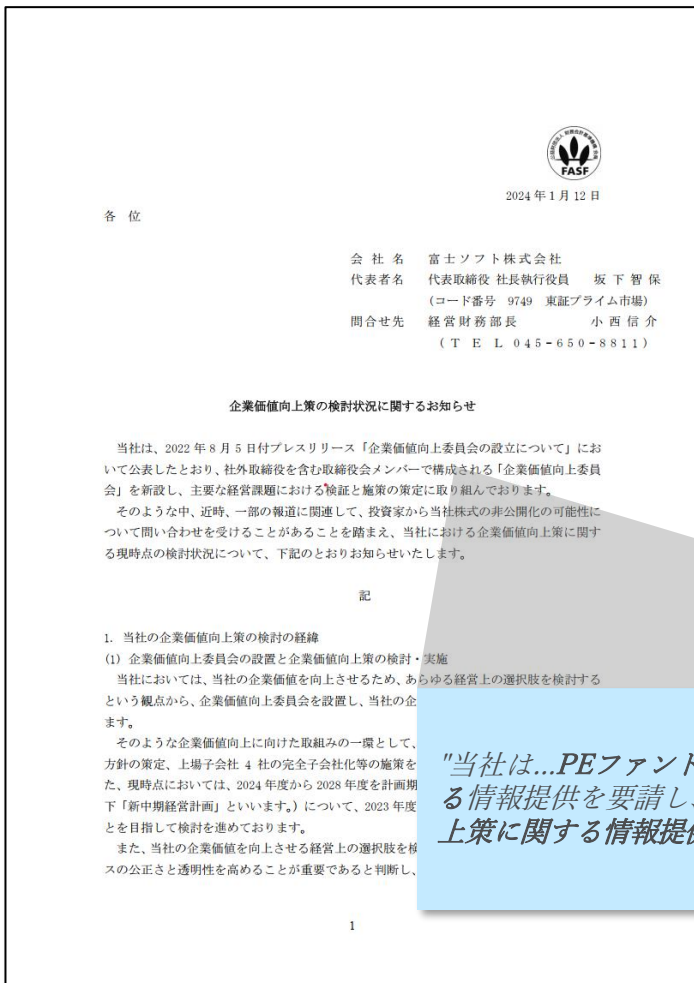 FASF
2024年1月12日
各 位
会 社 名 富士ソフト株式会社
代表者名 代表取締役 社長執行役員 坂下智保
(コード番号 9749 東証プライム市場)
問合せ先 経営財務部長 小西信介
(TEL 045-650-8811)
企業価値向上策の検討状況に関するお知らせ
当社は、2022年8月5日付プレスリリース「企業価値向上委員会の設立について」にお
いて公表したとおり、社外取締役を含む取締役会メンバーで構成される「企業価値向上委員
会」を新設し、主要な経営課題における検証と施策の策定に取り組んでおります。
そのような中、近時、一部の報道に関連して、投資家から当社株式の非公開化の可能性に
ついて問い合わせを受けることがあることを踏まえ、当社における企業価値向上策に関す
る現時点の検討状況について、下記のとおりお知らせいたします。
記
1. 当社の企業価値向上策の検討の経緯
(1) 企業価値向上委員会の設置と企業価値向上策の検討・実施
当社においては、当社の企業価値を向上させるため、あらゆる経営上の選択肢を検討する
という観点から、企業価値向上委員会を設置し、当社の企
ます。
そのような企業価値向上に向けた取組みの一環として、
方針の策定、上場子会社 4 社の完全子会社化等の施策を
た、現時点においては、2024年度から2028年度を計画期
下「新中期経営計画」といいます。)について、2023年度
とを目指して検討を進めております。
また、当社の企業価値を向上させる経営上の選択肢を検
スの公正さと透明性を高めることが重要であると判断し、
"当社は...PEファンド
る情報提供を要請し、
上策に関する情報提供
1